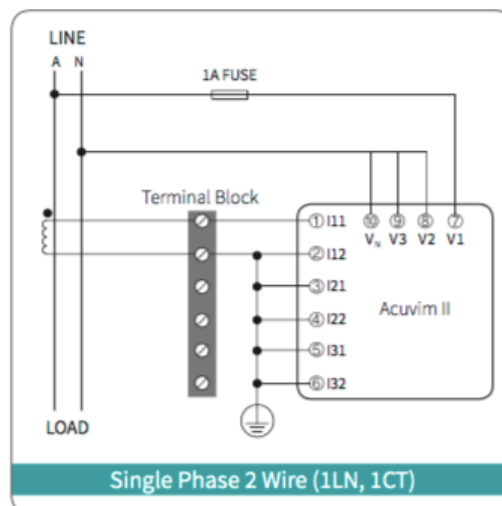 LINE
A N
1A FUSE
Terminal Block
① I11
② I12
③ I21
④ I22
⑤ I31
⑥ I32
⑩ ⑨ ⑧ ⑦
VN V3 V2 V1
Acuvim II
LOAD
Single Phase 2 Wire (1LN, 1CT)